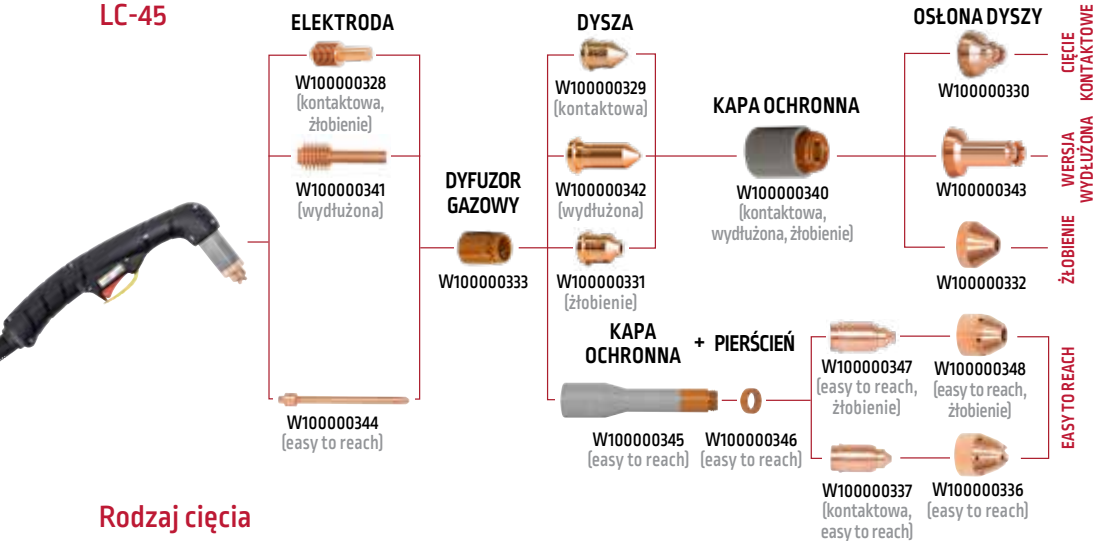 LC-45
ELEKTRODA
W100000328
(kontaktowa,
żłobienie)
W100000341
(wydłużona)
W100000344
(easy to reach)
DYFUZOR
GAZOWY
W100000333
DYSZA
W100000329
(kontaktowa)
W100000342
(wydłużona)
W100000331
(żłobienie)
KAPA OCHRONNA
W100000340
(kontaktowa,
wydłużona, żłobienie)
OSŁONA DYSZY
W100000330
W100000343
W100000332
CIĘCIE
KONTAKTOWE
WERSJA
WYDŁUŻONA
ŻŁOBIENIE
KAPA
OCHRONNA
+ PIERŚCIEŃ
W100000345
(easy to reach)
W100000346
(easy to reach)
W100000347
(easy to reach,
żłobienie)
W100000348
(easy to reach,
żłobienie)
W100000337
(kontaktowa,
easy to reach)
W100000336
(easy to reach)
EASY TO REACH
Rodzaj cięcia